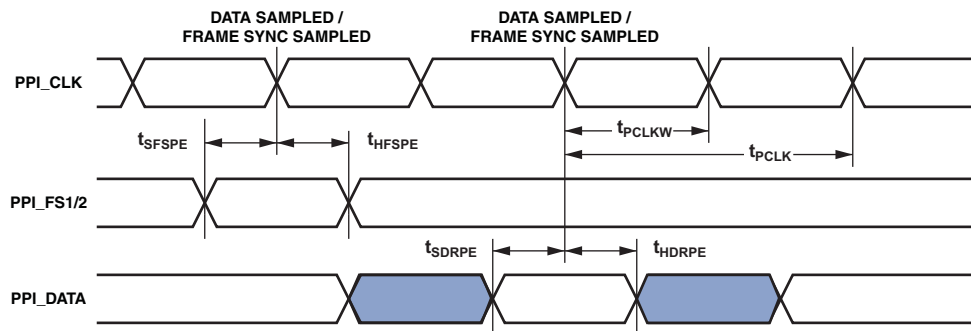 DATA SAMPLED /
FRAME SYNC SAMPLED
DATA SAMPLED /
FRAME SYNC SAMPLED
PPI_CLK
tSFSPE
tHFSPE
tPCLKW
tPCLK
PPI_FS1/2
tSDRPE
tHDRPE
PPI_DATA